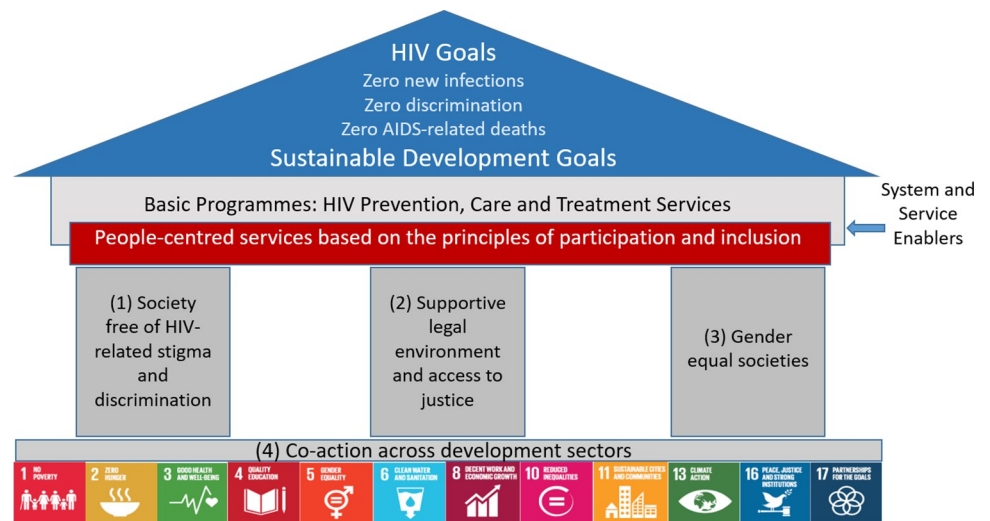 HIV Goals
Zero new infections
Zero discrimination
Zero AIDS-related deaths
Sustainable Development Goals
Basic Programmes: HIV Prevention, Care and Treatment Services
People-centred services based on the principles of participation and inclusion
System and
Service
Enablers
(1) Society
free of HIV-
related stigma
and
discrimination
(2) Supportive
legal
environment
and access to
justice
(3) Gender
equal societies
(4) Co-action across development sectors
1 NO
POVERTY
2 ZERO
HUNGER
3 GOOD HEALTH
AND WELL-BEING
4 QUALITY
EDUCATION
5 GENDER
EQUALITY
6 CLEAN WATER
AND SANITATION
8 DECENT WORK AND
ECONOMIC GROWTH
10 REDUCED
INEQUALITIES
11 SUSTAINABLE CITIES
AND COMMUNITIES
13 CLIMATE
ACTION
16 PEACE, JUSTICE
AND STRONG
INSTITUTIONS
17 PARTNERSHIPS
FOR THE GOALS